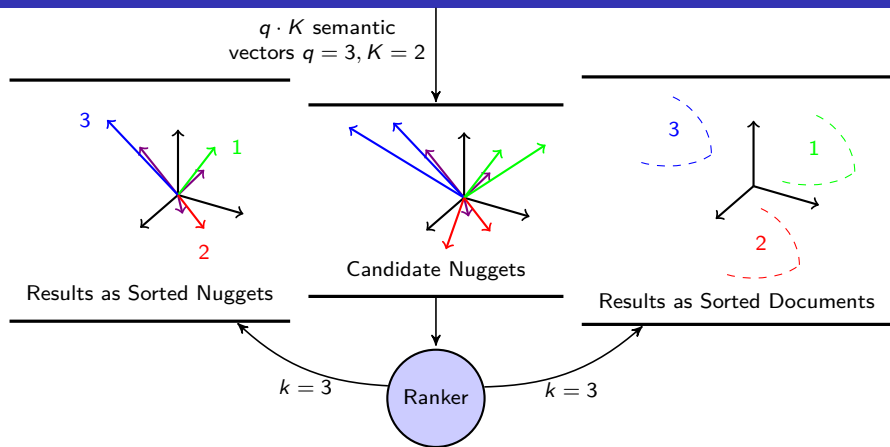 q · K semantic
vectors q = 3, K = 2
3
1
2
Results as Sorted Nuggets
Candidate Nuggets
3
1
2
Results as Sorted Documents
k = 3
Ranker
k = 3